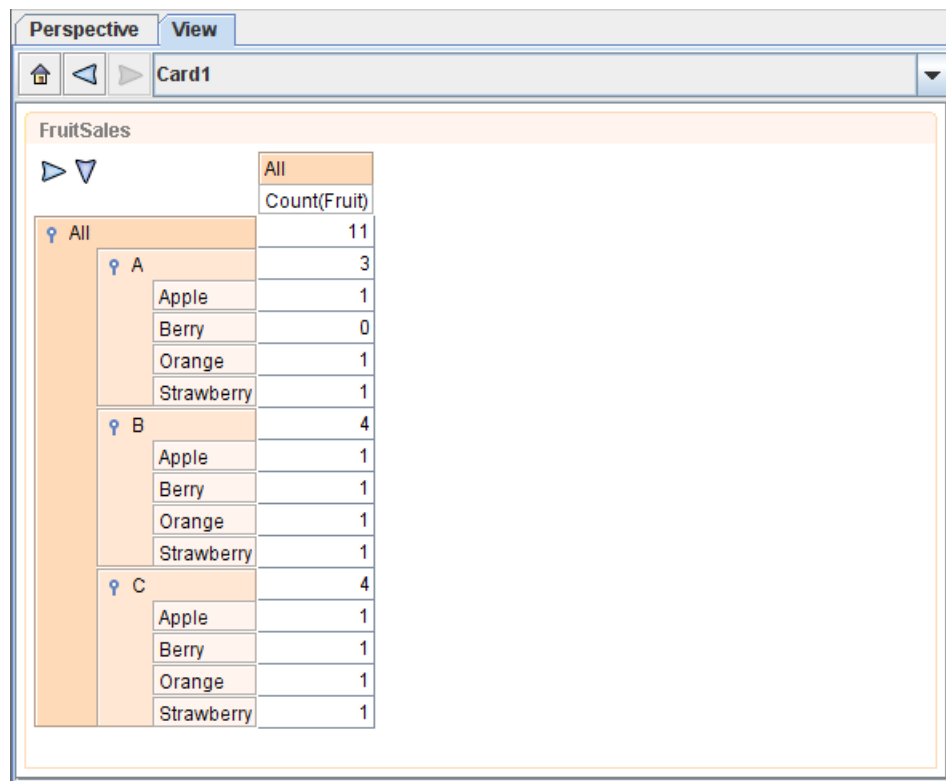 Perspective View
Card1
FruitSales
All
Count(Fruit)
All 11
A 3
Apple 1
Berry 0
Orange 1
Strawberry 1
B 4
Apple 1
Berry 1
Orange 1
Strawberry 1
C 4
Apple 1
Berry 1
Orange 1
Strawberry 1